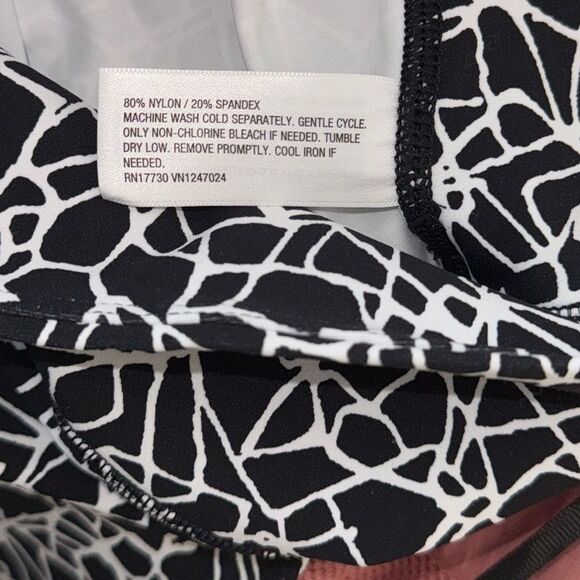 80% NYLON / 20% SPANDEX
MACHINE WASH COLD SEPARATELY. GENTLE CYCLE.
ONLY NON-CHLORINE BLEACH IF NEEDED. TUMBLE
DRY LOW. REMOVE PROMPTLY. COOL IRON IF
NEEDED.
RN17730 VN1247024